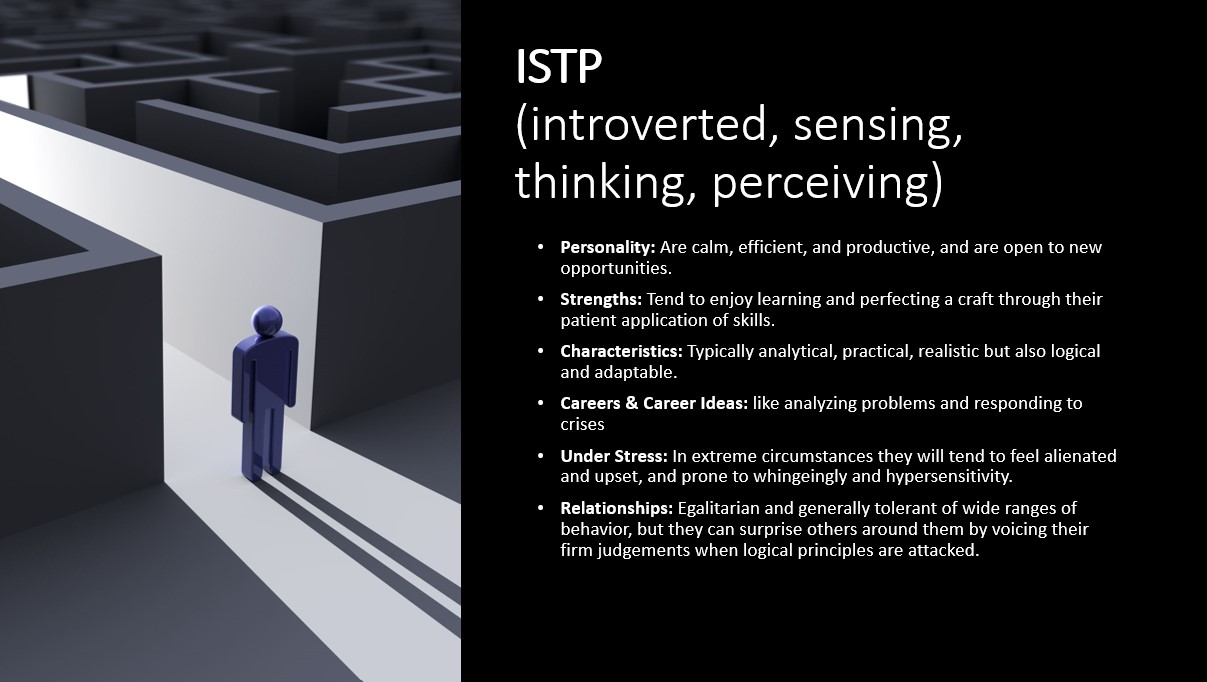 ISTP
(introverted, sensing,
thinking, perceiving)
• Personality: Are calm, efficient, and productive, and are open to new
opportunities.
• Strengths: Tend to enjoy learning and perfecting a craft through their
patient application of skills.
• Characteristics: Typically analytical, practical, realistic but also logical
and adaptable.
• Careers & Career Ideas: like analyzing problems and responding to
crises
• Under Stress: In extreme circumstances they will tend to feel alienated
and upset, and prone to whingeingly and hypersensitivity.
• Relationships: Egalitarian and generally tolerant of wide ranges of
behavior, but they can surprise others around them by voicing their
firm judgements when logical principles are attacked.